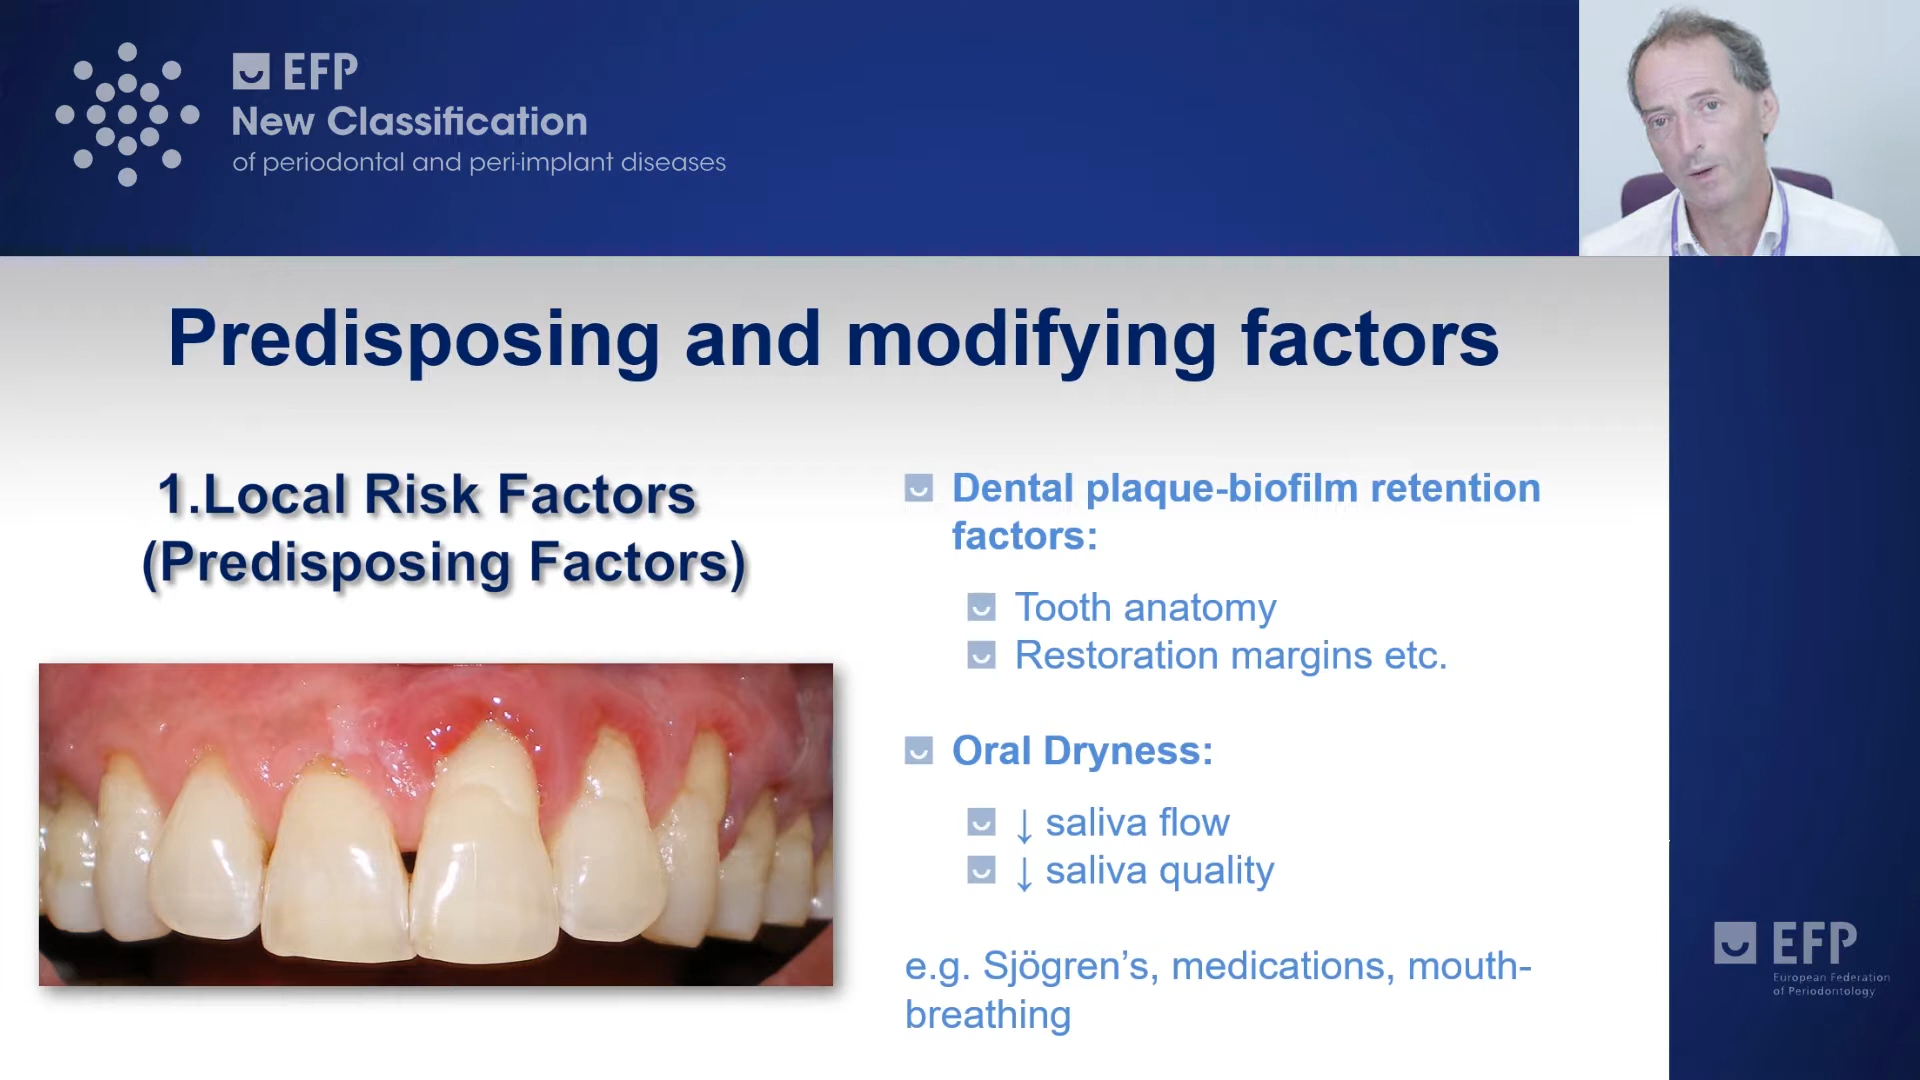 EFP
New Classification
of periodontal and peri-implant diseases
Predisposing and modifying factors
1.Local Risk Factors
(Predisposing Factors)
Dental plaque-biofilm retention
factors:
Tooth anatomy
Restoration margins etc.
Oral Dryness:
↓ saliva flow
↓ saliva quality
e.g. Sjögren’s, medications, mouth-
breathing
EFP
European Federation
of Periodontology